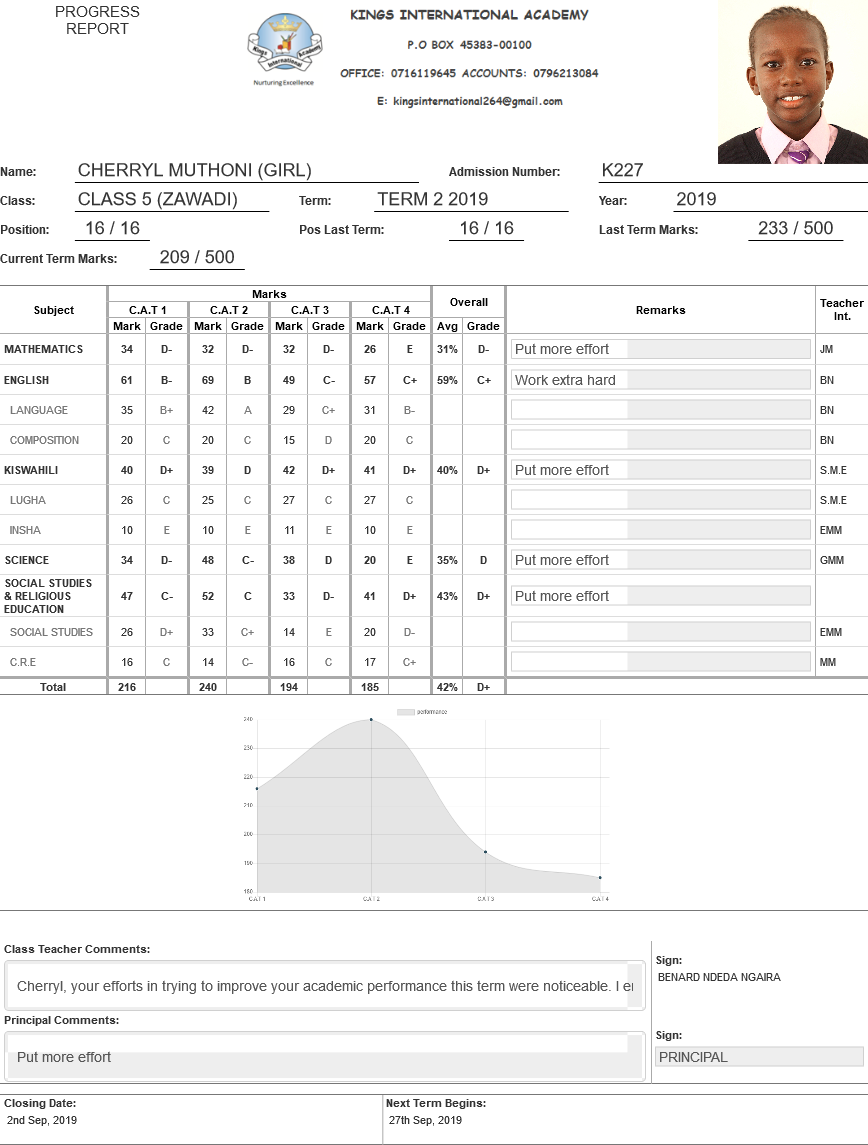 PROGRESS
REPORT
KINGS INTERNATIONAL ACADEMY
P.O BOX 45383-00100
OFFICE: 0716119645 ACCOUNTS: 0796213084
E: kingsinternational264@gmail.com
Kings International Academy
Nurturing Excellence
Name: CHERRYL MUTHONI (GIRL) Admission Number: K227
Class: CLASS 5 (ZAWADI) Term: TERM 2 2019 Year: 2019
Position: 16 / 16 Pos Last Term: 16 / 16 Last Term Marks: 233 / 500
Current Term Marks: 209 / 500
Subject Marks Overall Remarks Teacher Int.
C.A.T 1 C.A.T 2 C.A.T 3 C.A.T 4
Mark Grade Mark Grade Mark Grade Mark Grade Avg Grade
MATHEMATICS 34 D- 32 D- 32 D- 26 E 31% D- Put more effort JM
ENGLISH 61 B- 69 B 49 C- 57 C+ 59% C+ Work extra hard BN
LANGUAGE 35 B+ 42 A 29 C+ 31 B- BN
COMPOSITION 20 C 20 C 15 D 20 C BN
KISWAHILI 40 D+ 39 D 42 D+ 41 D+ 40% D+ Put more effort S.M.E
LUGHA 26 C 25 C 27 C 27 C S.M.E
INSHA 10 E 10 E 11 E 10 E EMM
SCIENCE 34 D- 48 C- 38 D 20 E 35% D Put more effort GMM
SOCIAL STUDIES
& RELIGIOUS
EDUCATION 47 C- 52 C 33 D- 41 D+ 43% D+ Put more effort
SOCIAL STUDIES 26 D+ 33 C+ 14 E 20 D- EMM
C.R.E 16 C 14 C- 16 C 17 C+ MM
Total 216 240 194 185 42% D+
performance
240
230
220
210
200
190
180
C.A.T 1 C.A.T 2 C.A.T 3 C.A.T 4
Class Teacher Comments:
Cherryl, your efforts in trying to improve your academic performance this term were noticeable. I
Sign:
BENARD NDEDA NGAIRA
Principal Comments:
Put more effort
Sign:
PRINCIPAL
Closing Date: Next Term Begins:
2nd Sep, 2019 27th Sep, 2019